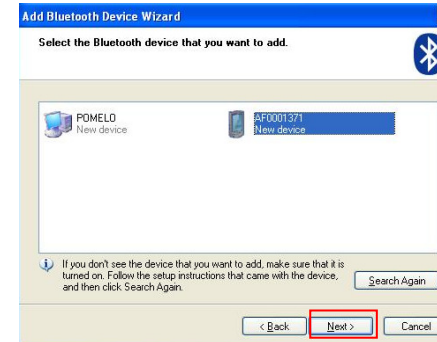 Add Bluetooth Device Wizard
Select the Bluetooth device that you want to add.
POMELO
New device
AF0001371
New device
If you don't see the device that you want to add, make sure that it is
turned on. Follow the setup instructions that came with the device,
and then click Search Again.
Search Again
< Back
Next >
Cancel